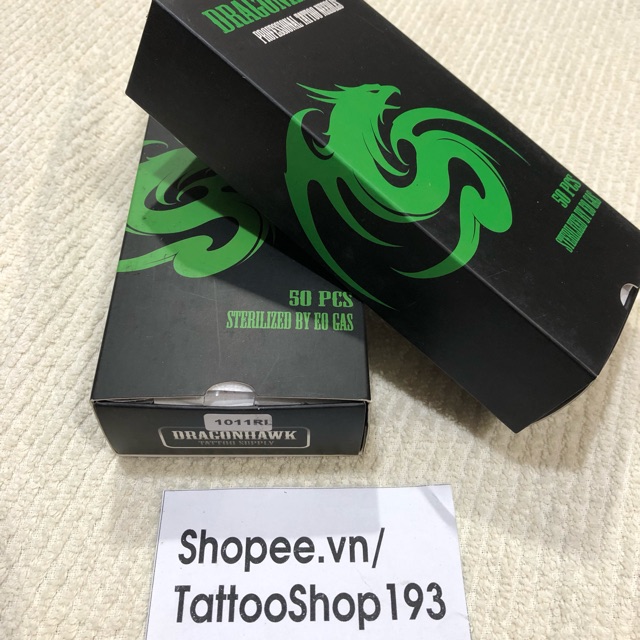 DRAGONHAWK
PROFESSIONAL TATTOO WORLD
50 PCS
STERILIZED BY EO GAS
50 PCS
STERILIZED BY EO GAS
1011RL
DRAGONHAWK
TATTOO SUPPLY
Shopee.vn/
TattooShop193